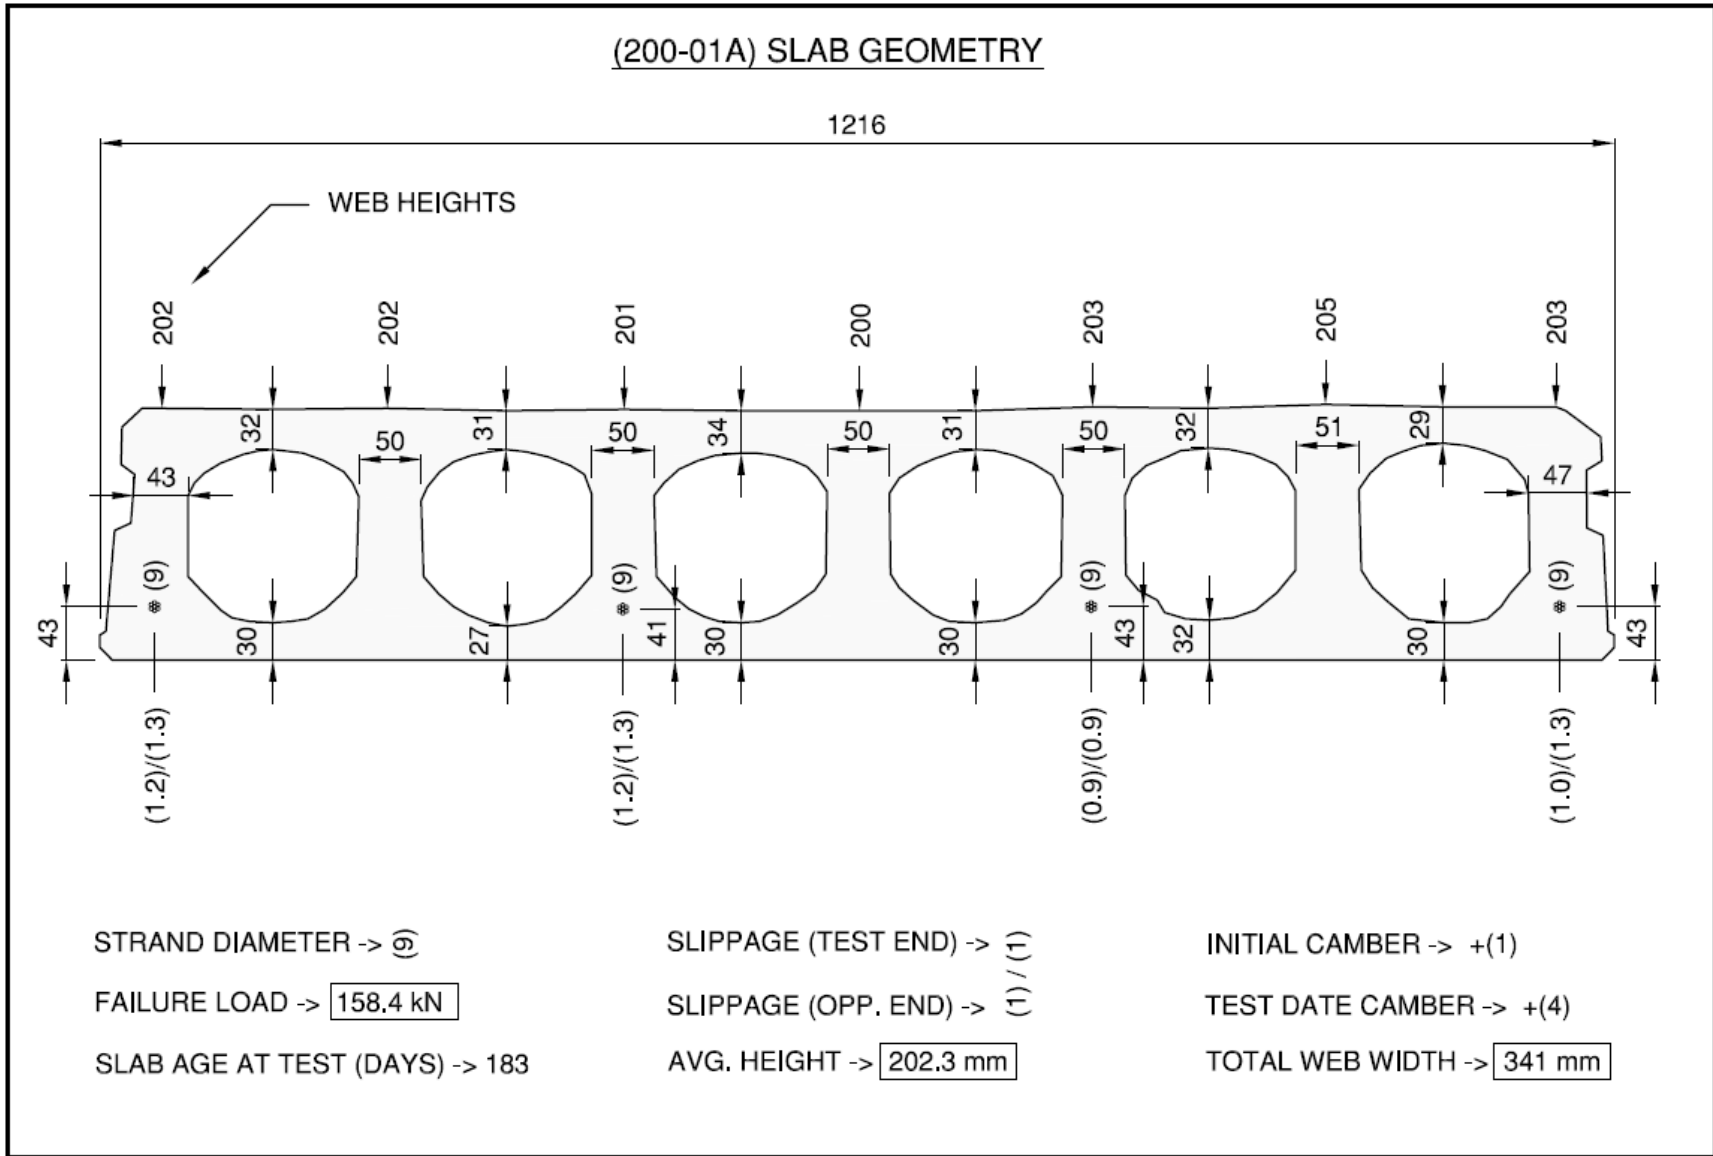 (200-01A) SLAB GEOMETRY
1216
WEB HEIGHTS
202 202 201 200 203 205 203
32 31 34 31 32 29
50 50 50 50 51
43 47
(9) (9) (9) (9)
43 41 43 43
30 27 30 30 32 30
(1.2)/(1.3) (1.2)/(1.3) (0.9)/(0.9) (1.0)/(1.3)
STRAND DIAMETER -> (9)
SLIPPAGE (TEST END) -> (1) / (1)
INITIAL CAMBER -> +(1)
FAILURE LOAD -> 158.4 kN
SLIPPAGE (OPP. END) ->
TEST DATE CAMBER -> +(4)
SLAB AGE AT TEST (DAYS) -> 183
AVG. HEIGHT -> 202.3 mm
TOTAL WEB WIDTH -> 341 mm